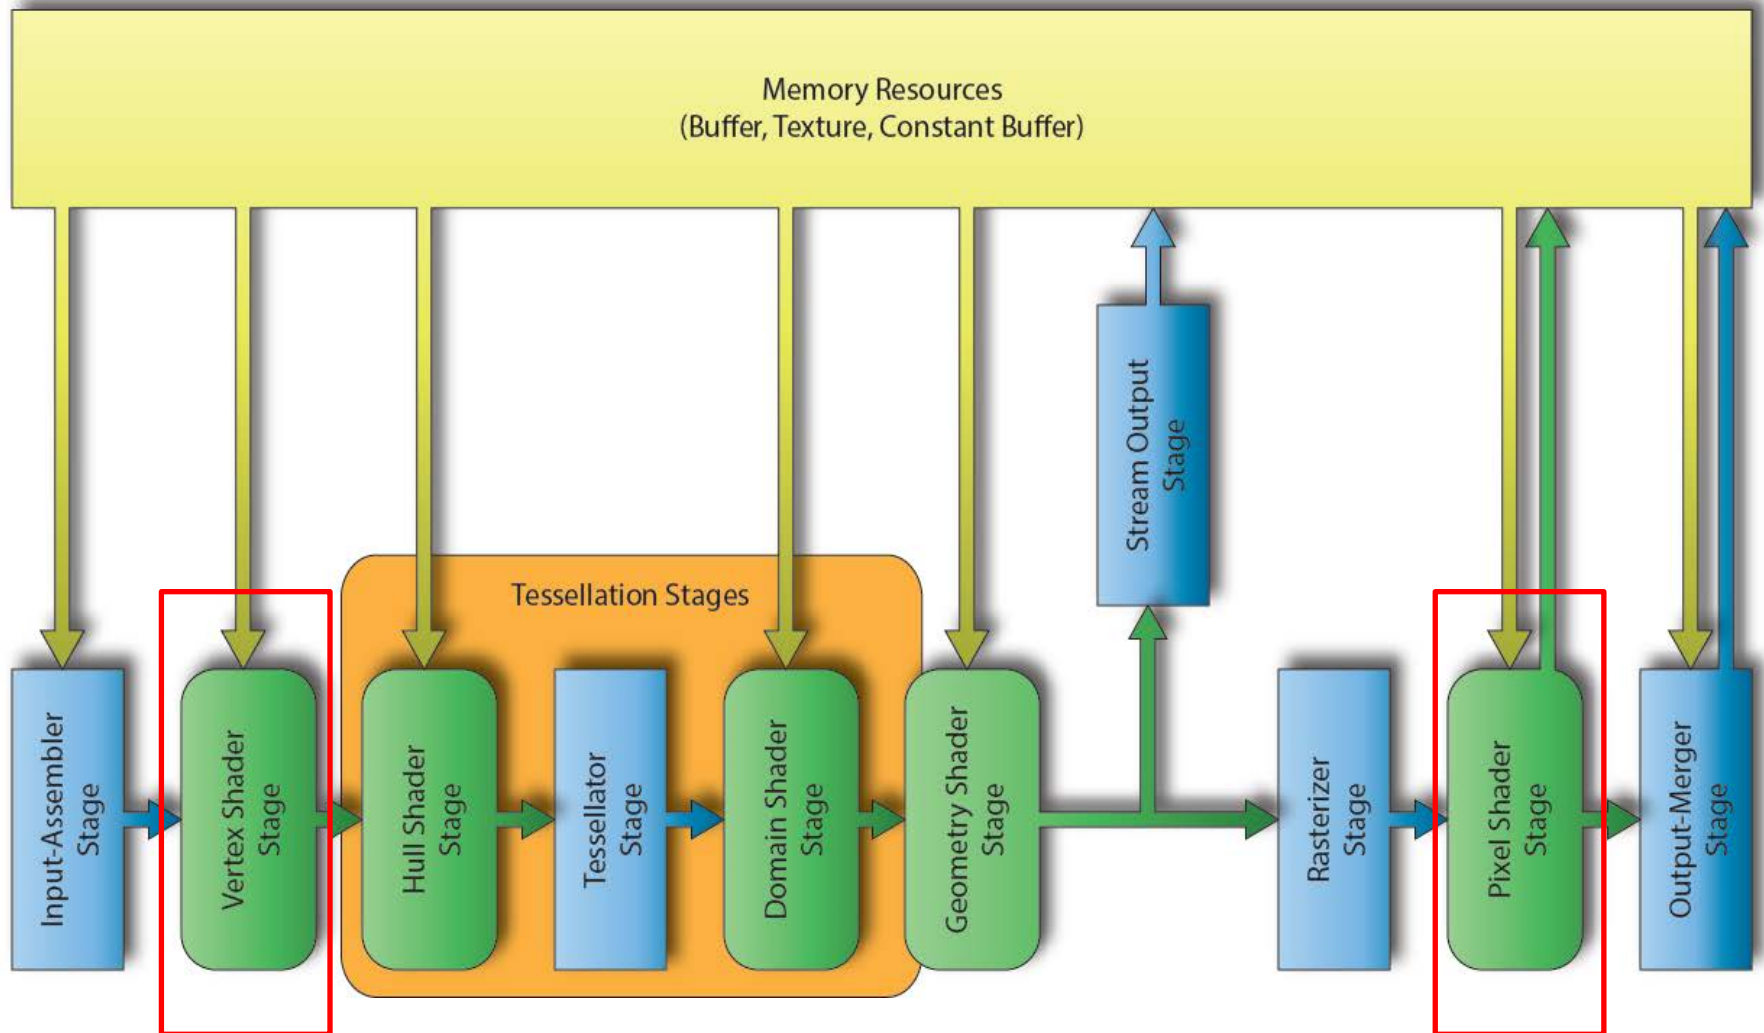 Memory Resources
(Buffer, Texture, Constant Buffer)
Stream Output
Stage
Tessellation Stages
Input-Assembler
Stage
Vertex Shader
Stage
Hull Shader
Stage
Tessellator
Stage
Domain Shader
Stage
Geometry Shader
Stage
Rasterizer
Stage
Pixel Shader
Stage
Output-Merger
Stage